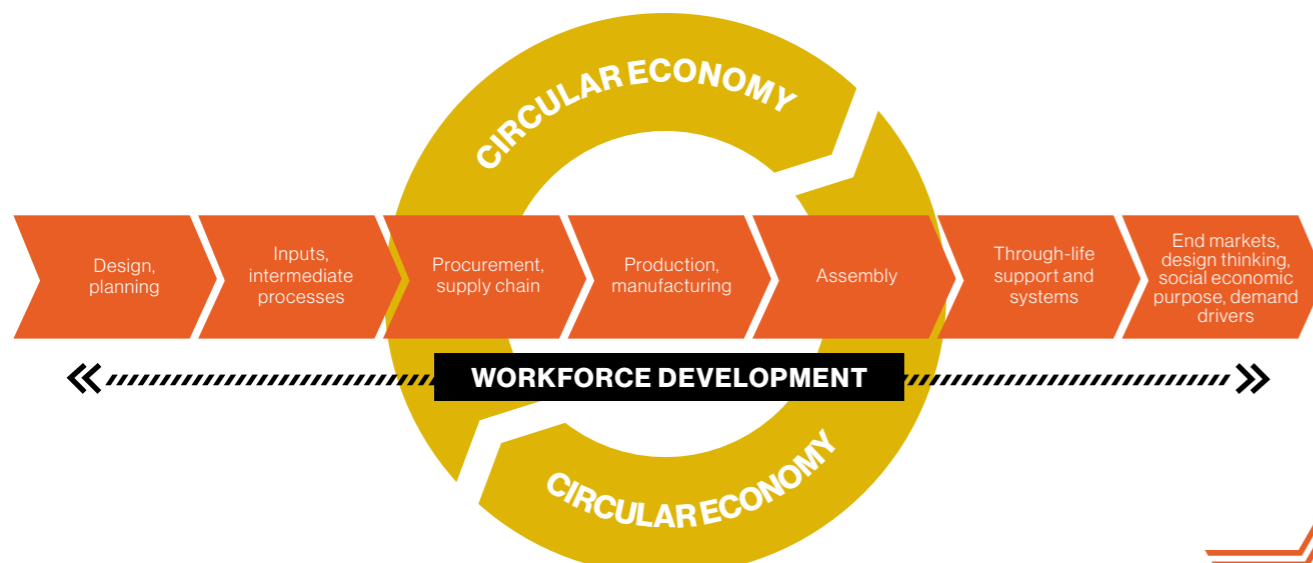 CIRCULAR ECONOMY
Design,
planning
Inputs,
intermediate
processes
Procurement,
supply chain
Production,
manufacturing
Assembly
Through-life
support and
systems
End markets,
design thinking,
social economic
purpose, demand
drivers
WORKFORCE DEVELOPMENT
CIRCULAR ECONOMY